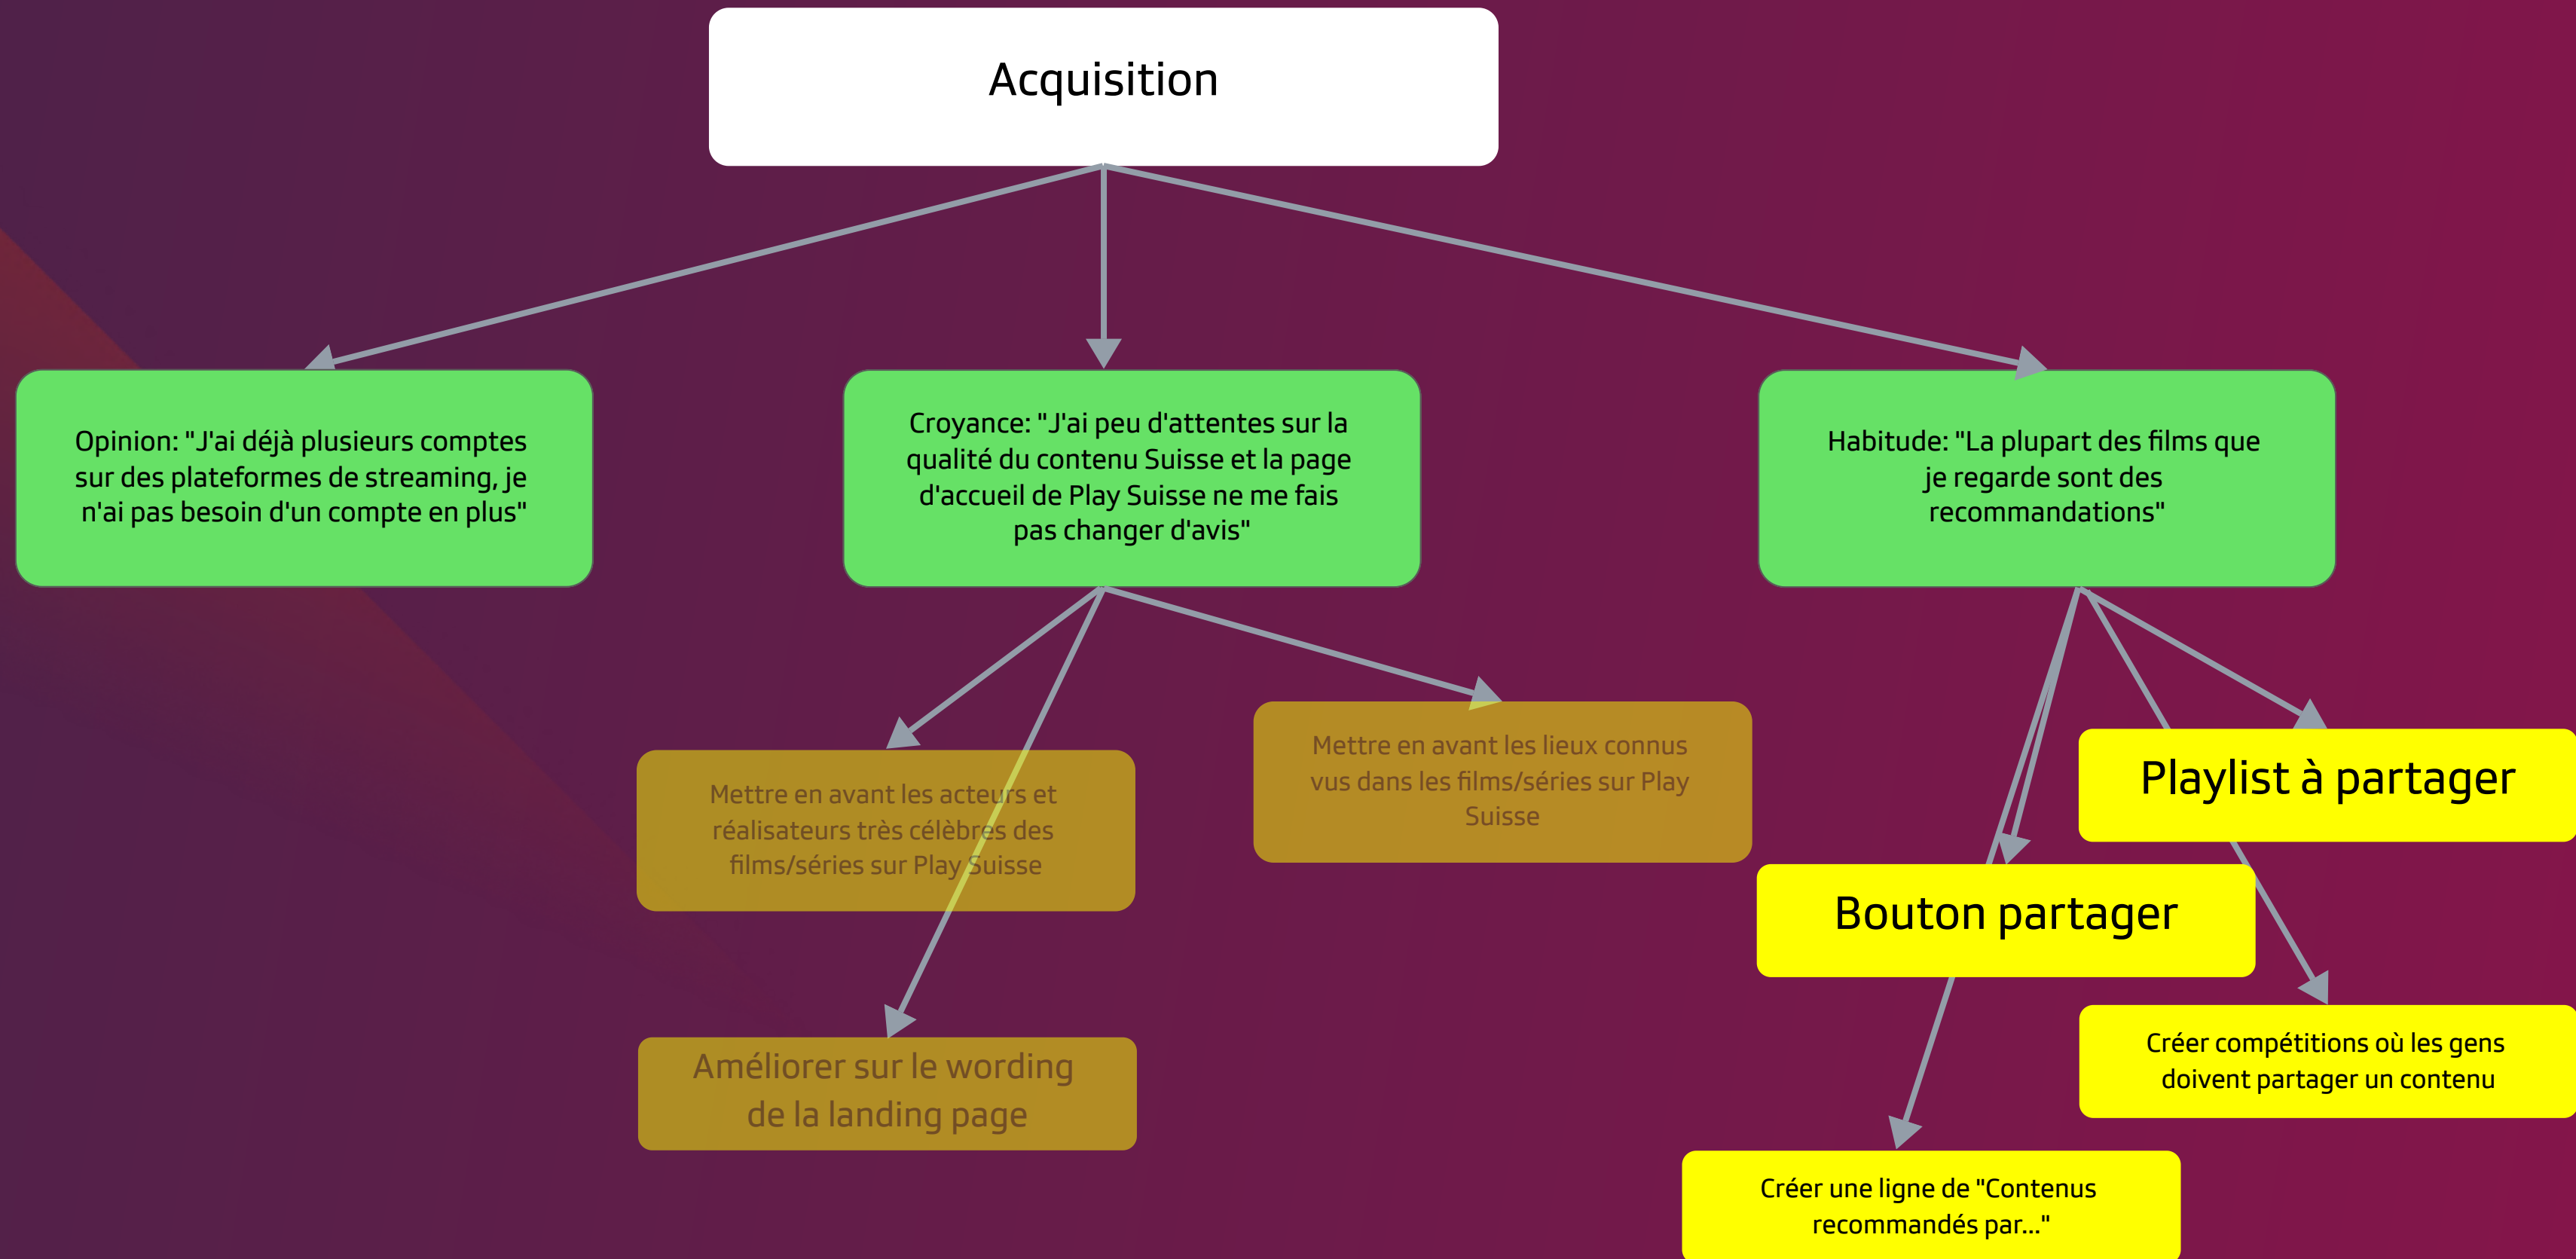 Acquisition
Opinion: "J'ai déjà plusieurs comptes
sur des plateformes de streaming, je
n'ai pas besoin d'un compte en plus"
Croyance: "J'ai peu d'attentes sur la
qualité du contenu Suisse et la page
d'accueil de Play Suisse ne me fais
pas changer d'avis"
Habitude: "La plupart des films que
je regarde sont des
recommandations"
Mettre en avant les acteurs et
réalisateurs très célèbres des
films/séries sur Play Suisse
Mettre en avant les lieux connus
vus dans les films/séries sur Play
Suisse
Améliorer sur le wording
de la landing page
Playlist à partager
Bouton partager
Créer compétitions où les gens
doivent partager un contenu
Créer une ligne de "Contenus
recommandés par..."